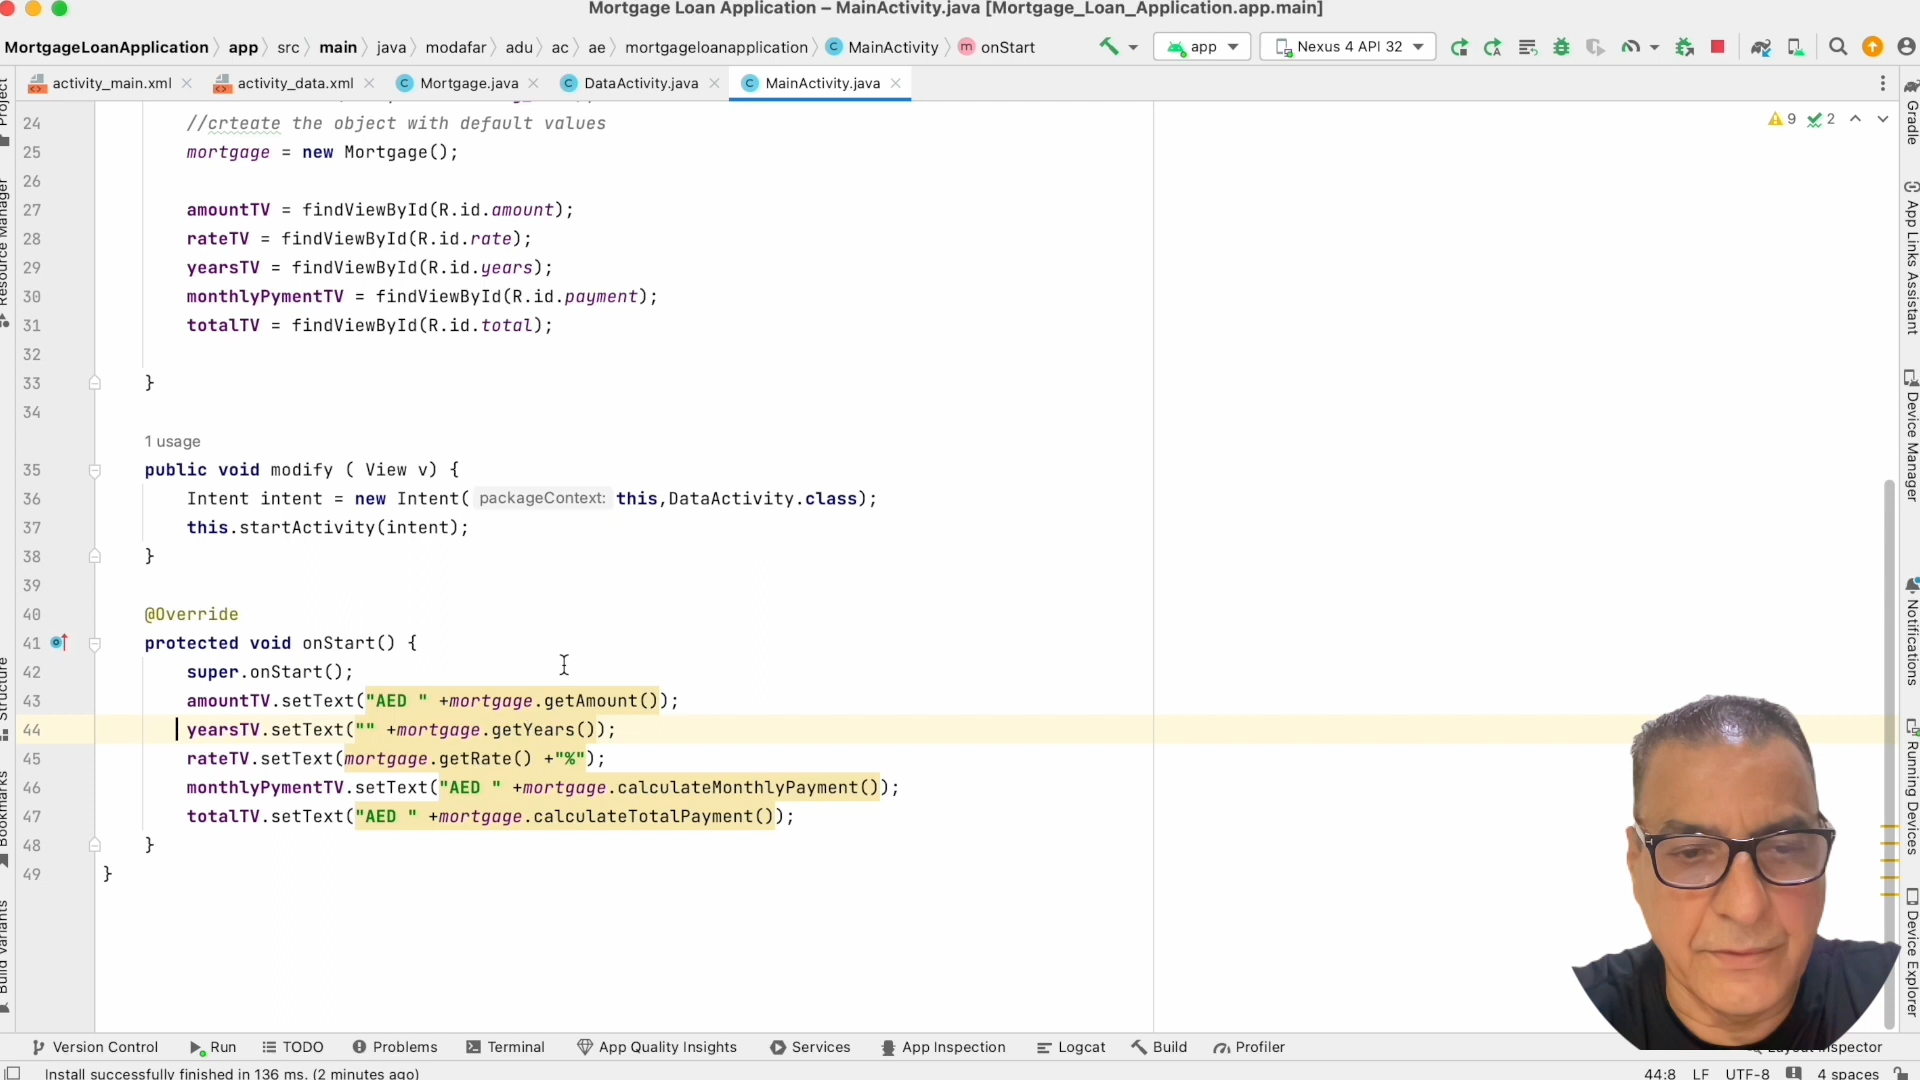 Mortgage Loan Application – MainActivity.java [Mortgage_Loan_Application.app.main]
MortgageLoanApplication app src main java modafar adu ac ae mortgageloanapplication MainActivity onStart
app Nexus 4 API 32
activity_main.xml activity_data.xml Mortgage.java DataActivity.java MainActivity.java
9 2
24 //crteate the object with default values
25 mortgage = new Mortgage();
26
27 amountTV = findViewById(R.id.amount);
28 rateTV = findViewById(R.id.rate);
29 yearsTV = findViewById(R.id.years);
30 monthlyPymentTV = findViewById(R.id.payment);
31 totalTV = findViewById(R.id.total);
32
33 }
34
1 usage
35 public void modify ( View v) {
36 Intent intent = new Intent( packageContext: this,DataActivity.class);
37 this.startActivity(intent);
38 }
39
40 @Override
41 protected void onStart() {
42 super.onStart();
43 amountTV.setText("AED " +mortgage.getAmount());
44 yearsTV.setText("" +mortgage.getYears());
45 rateTV.setText(mortgage.getRate() +"%");
46 monthlyPymentTV.setText("AED " +mortgage.calculateMonthlyPayment());
47 totalTV.setText("AED " +mortgage.calculateTotalPayment());
48 }
49 }
Project
Resource Manager
Structure
Bookmarks
Build Variants
Gradle
App Links Assistant
Device Manager
Notifications
Running Devices
Device Explorer
Version Control Run TODO Problems Terminal App Quality Insights Services App Inspection Logcat Build Profiler Layout Inspector
Install successfully finished in 136 ms. (2 minutes ago) 44:8 LF UTF-8 4 spaces